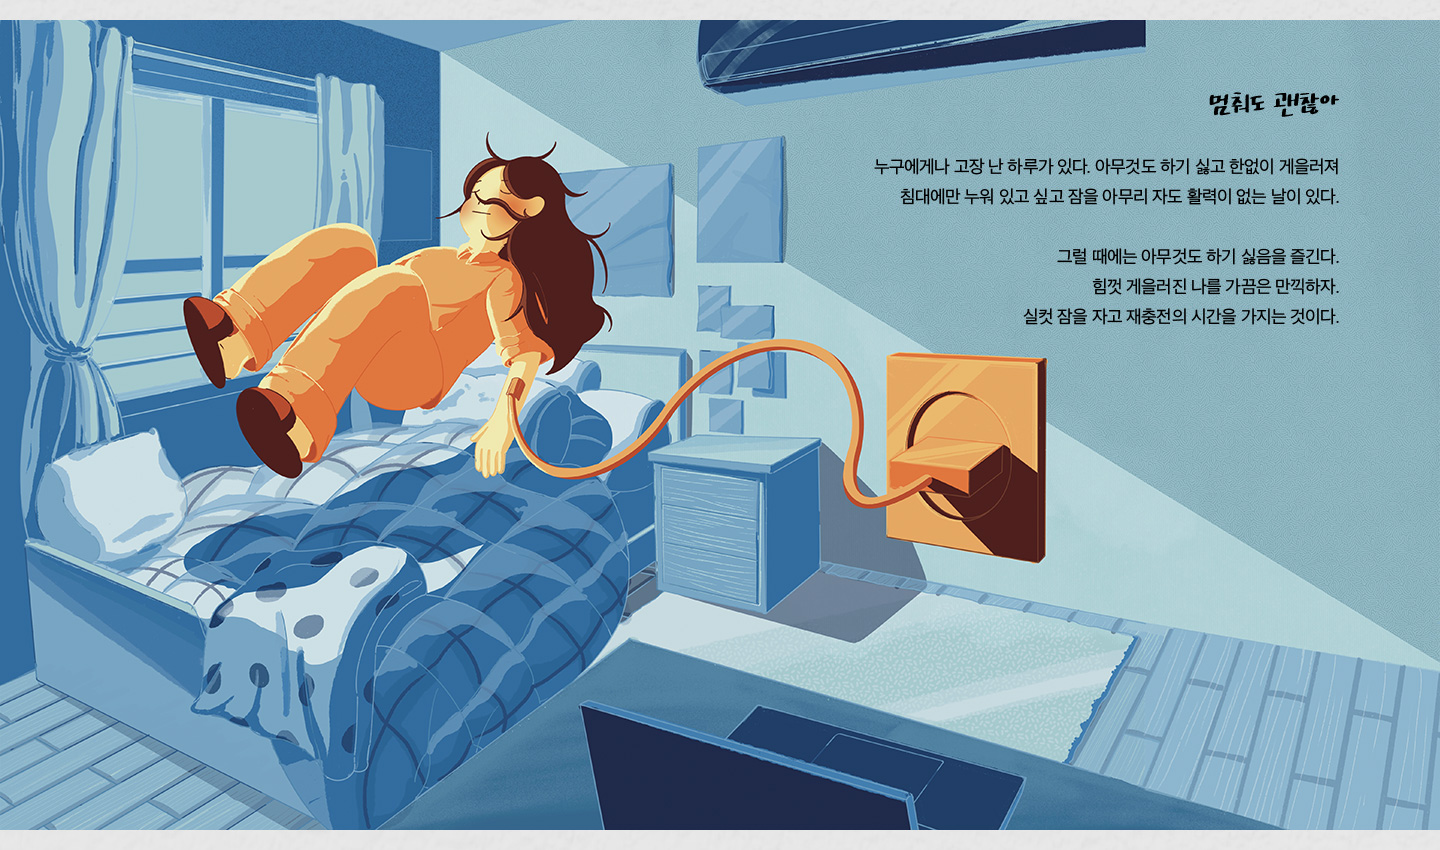 멈춰도 괜찮아
누구에게나 고장 난 하루가 있다. 아무것도 하기 싫고 한없이 게을러져
침대에만 누워 있고 싶고 잠을 아무리 자도 활력이 없는 날이 있다.
그럴 때에는 아무것도 하기 싫음을 즐긴다.
힘껏 게을러진 나를 가끔은 만끽하자.
실컷 잠을 자고 재충전의 시간을 가지는 것이다.